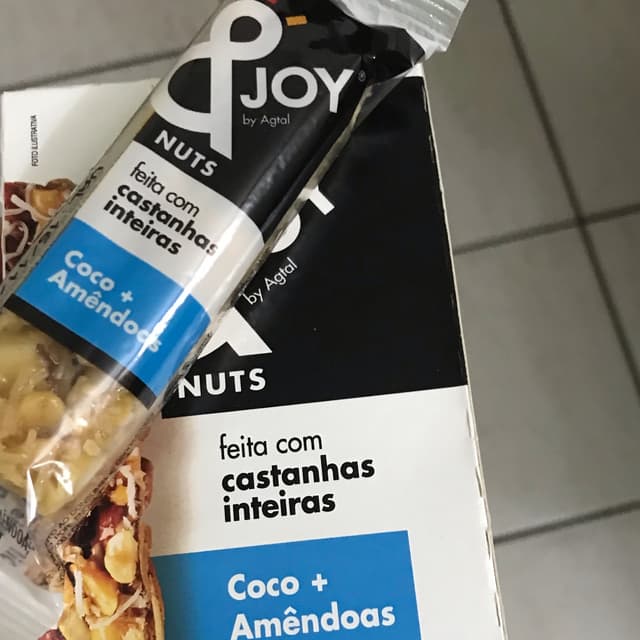 & JOY®
by Agtal
NUTS
feita com
castanhas
inteiras
Coco +
Amêndoas
FOTO ILUSTRATIVA
by Agtal
NUTS
feita com
castanhas
inteiras
Coco +
Amêndoas